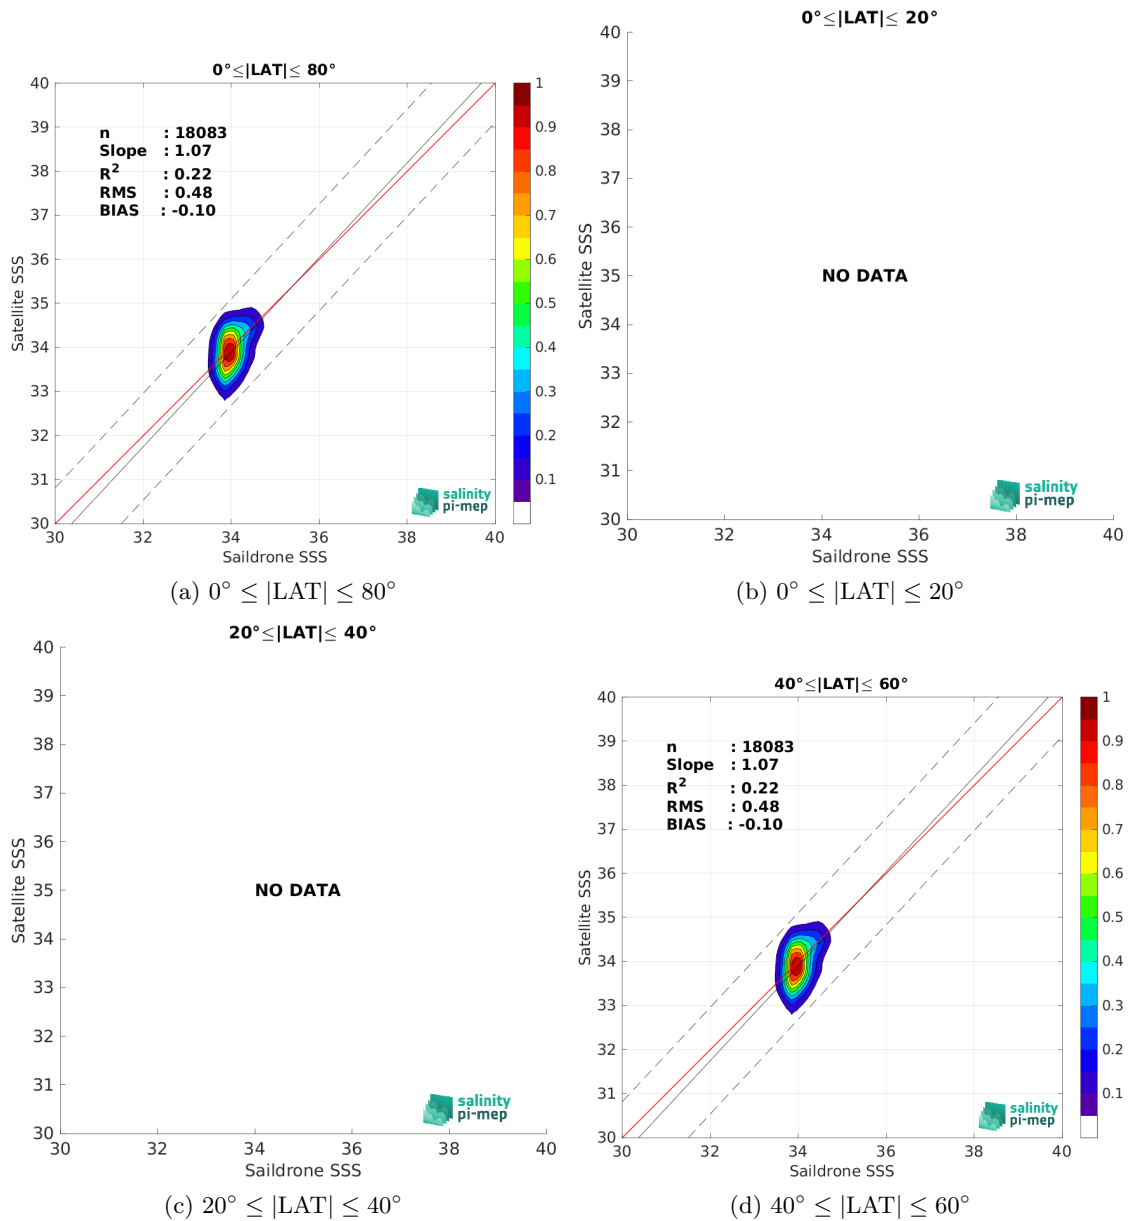 0°≤|LAT|≤ 80°
40
39
38
37
36
35
34
33
32
31
30
30
32
34
36
38
40
Satellite SSS
Saildrone SSS
n : 18083
Slope : 1.07
R² : 0.22
RMS : 0.48
BIAS : -0.10
1
0.9
0.8
0.7
0.6
0.5
0.4
0.3
0.2
0.1
salinity
pi-mep
(a) 0° ≤ |LAT| ≤ 80°
0°≤|LAT|≤ 20°
40
39
38
37
36
35
34
33
32
31
30
30
32
34
36
38
40
Satellite SSS
Saildrone SSS
NO DATA
salinity
pi-mep
(b) 0° ≤ |LAT| ≤ 20°
20°≤|LAT|≤ 40°
40
39
38
37
36
35
34
33
32
31
30
30
32
34
36
38
40
Satellite SSS
Saildrone SSS
NO DATA
salinity
pi-mep
(c) 20° ≤ |LAT| ≤ 40°
40°≤|LAT|≤ 60°
40
39
38
37
36
35
34
33
32
31
30
30
32
34
36
38
40
Satellite SSS
Saildrone SSS
n : 18083
Slope : 1.07
R² : 0.22
RMS : 0.48
BIAS : -0.10
1
0.9
0.8
0.7
0.6
0.5
0.4
0.3
0.2
0.1
salinity
pi-mep
(d) 40° ≤ |LAT| ≤ 60°